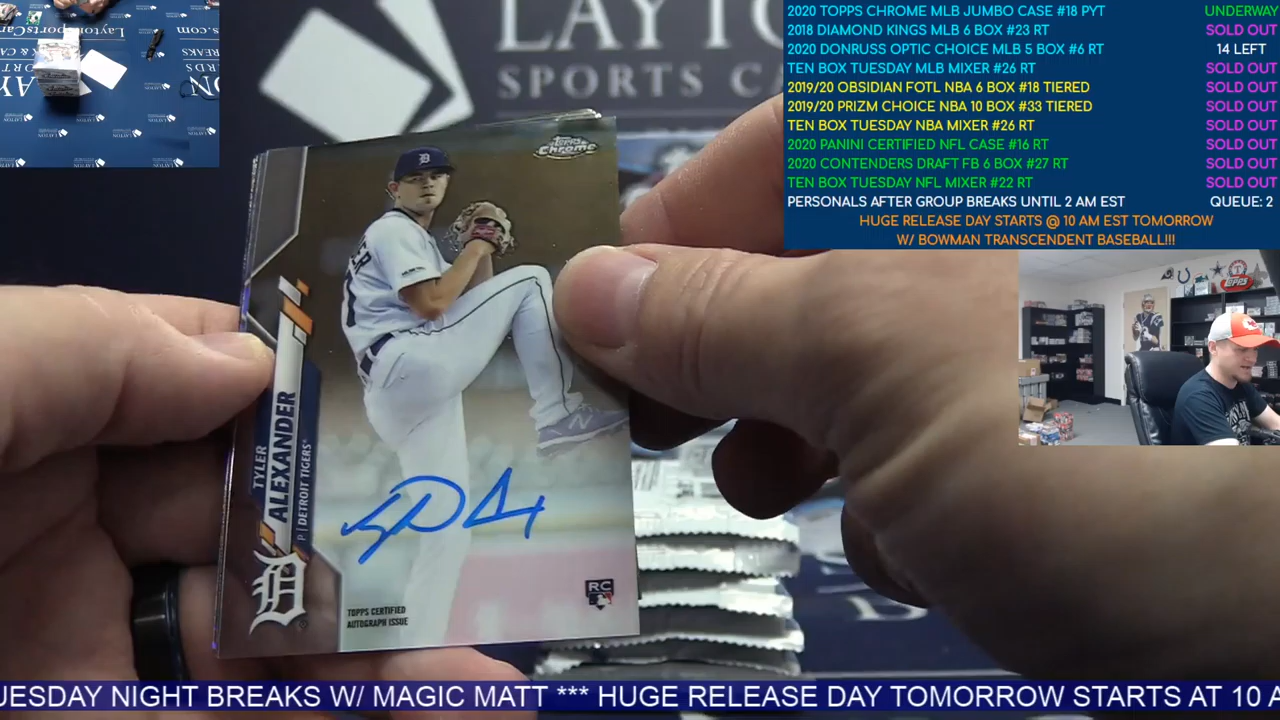 LAYTO
SPORTS CA
2020 TOPPS CHROME MLB JUMBO CASE #18 PYT UNDERWAY
2018 DIAMOND KINGS MLB 6 BOX #23 RT SOLD OUT
2020 DONRUSS OPTIC CHOICE MLB 5 BOX #6 RT 14 LEFT
TEN BOX TUESDAY MLB MIXER #26 RT SOLD OUT
2019/20 OBSIDIAN FOTL NBA 6 BOX #18 TIERED SOLD OUT
2019/20 PRIZM CHOICE NBA 10 BOX #33 TIERED SOLD OUT
TEN BOX TUESDAY NBA MIXER #26 RT SOLD OUT
2020 PANINI CERTIFIED NFL CASE #16 RT SOLD OUT
2020 CONTENDERS DRAFT FB 6 BOX #27 RT SOLD OUT
TEN BOX TUESDAY NFL MIXER #22 RT SOLD OUT
PERSONALS AFTER GROUP BREAKS UNTIL 2 AM EST QUEUE: 2
HUGE RELEASE DAY STARTS @ 10 AM EST TOMORROW
W/ BOWMAN TRANSCENDENT BASEBALL!!!
Topps
Chrome
D
TYLER
ALEXANDER
P | DETROIT TIGERS
D
TOPPS CERTIFIED
AUTOGRAPH ISSUE
RC
TOPPS
UESDAY NIGHT BREAKS W/ MAGIC MATT *** HUGE RELEASE DAY TOMORROW STARTS AT 10 A